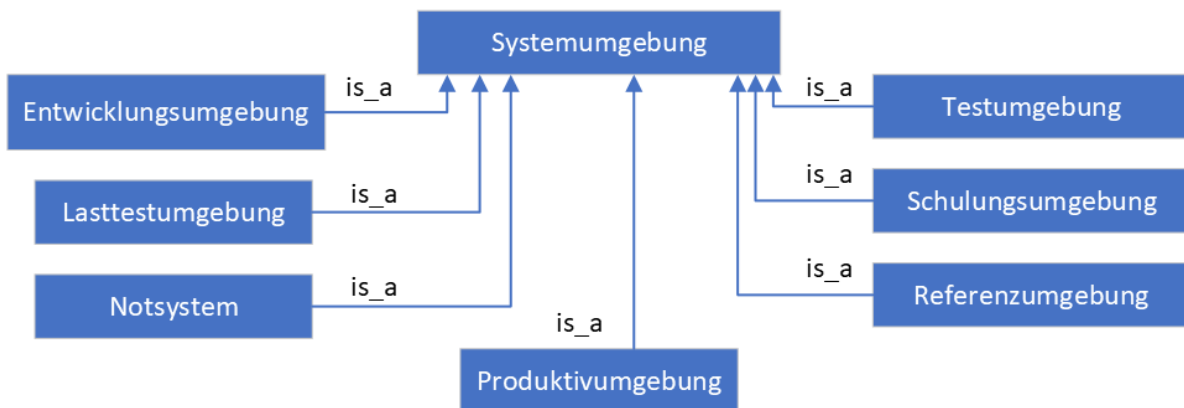 Systemumgebung
Entwicklungsumgebung
is_a
is_a
Testumgebung
Lasttestumgebung
is_a
is_a
Schulungsumgebung
Notsystem
is_a
is_a
Referenzumgebung
is_a
Produktivumgebung